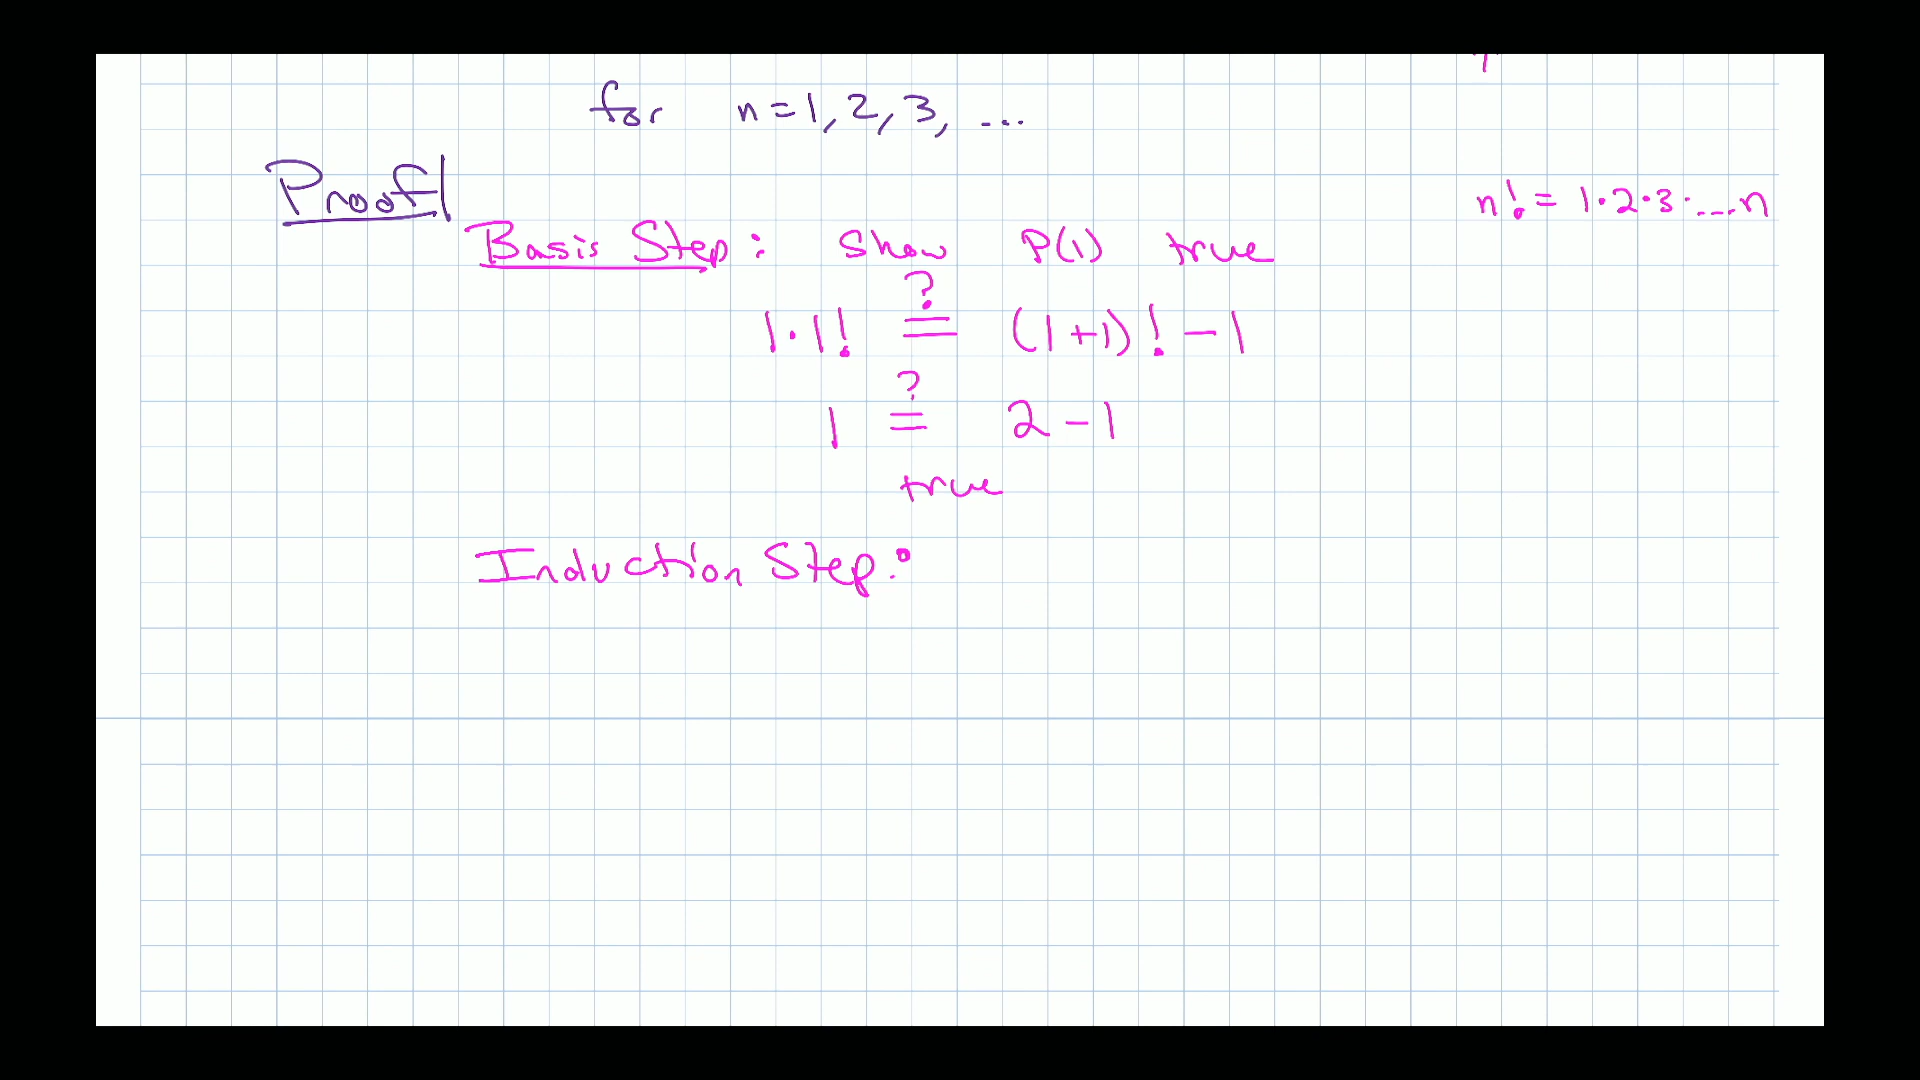 for n=1, 2, 3, ...
Proof
n! = 1·2·3·...n
Basis Step: Show P(1) true
1·1! ?= (1+1)! - 1
1 ?= 2 - 1
true
Induction Step: